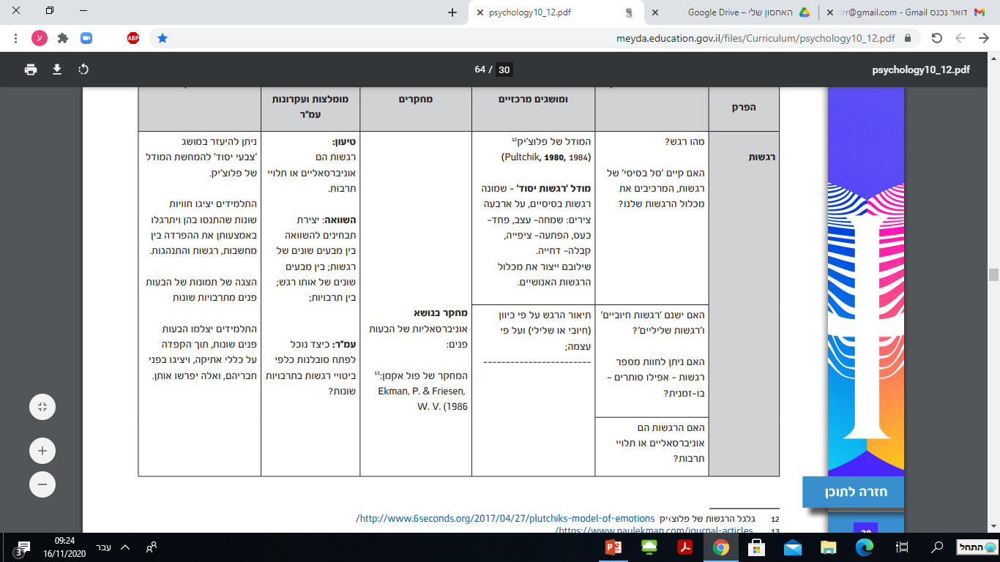 psychology10_12.pdf
האחסון שלי – Google Drive
דואר נכנס - rr@gmail.com - Gmail
ע
ABP
meyda.education.gov.il/files/Curriculum/psychology10_12.pdf
64 / 30
psychology10_12.pdf
הפרק
ומושגים מרכזיים
מחקרים
מומלצות ועקרונות
עמ"ר
רגשות
מהו רגש?
האם קיים 'סל בסיסי' של
רגשות, המרכיבים את
מכלול הרגשות שלנו?
המודל של פלוצ'יק12
(Pultchik, 1980, 1984)
מודל 'רגשות יסוד' – שמונה
רגשות בסיסיים, על ארבעה
צירים: שמחה- עצב, פחד-
כעס, הפתעה- ציפייה,
קבלה- דחייה.
שילובם ייצור את מכלול
הרגשות האנושיים.
טיעון:
רגשות הם
אוניברסאליים או תלויי
תרבות.
השוואה: יצירת
תבחינים להשוואה
בין מבעים שונים של
רגשות; בין מבעים
שונים של אותו רגש;
בין תרבויות;
ניתן להיעזר במושג
'צבעי יסוד' להמחשת המודל
של פלוצ'יק.
התלמידים יציגו חוויות
שונות שהתנסו בהן ויתרגלו
באמצעותן את ההפרדה בין
מחשבות, רגשות והתנהגות.
הצגה של תמונות של הבעות
פנים מתרבויות שונות
האם ישנם 'רגשות חיוביים'
ו'רגשות שליליים'?
האם ניתן לחוות מספר
רגשות – אפילו סותרים –
בו-זמנית?
תיאור הרגש על פי כיוון
(חיובי או שלילי) ועל פי
עצמה;
------------------------
מחקר בנושא
אוניברסאליות של הבעות
פנים:
המחקר של פול אקמן:13
Ekman, P. & Friesen,
W. V. (1986
עמ"ר: כיצד נוכל
לפתח סובלנות כלפי
ביטויי רגשות בתרבויות
שונות?
התלמידים יצלמו הבעות
פנים שונות, תוך הקפדה
על כללי אתיקה, ויציגו בפני
חבריהם, ואלה יפרשו אותן.
האם הרגשות הם
אוניברסאליים או תלויי
תרבות?
חזרה לתוכן
12 גלגל הרגשות של פלוצ׳יק http://www.6seconds.org/2017/04/27/plutchiks-model-of-emotions/
13 https://www.paulekman.com/journal-articles/
התחל
עבר
09:24
16/11/2020
3